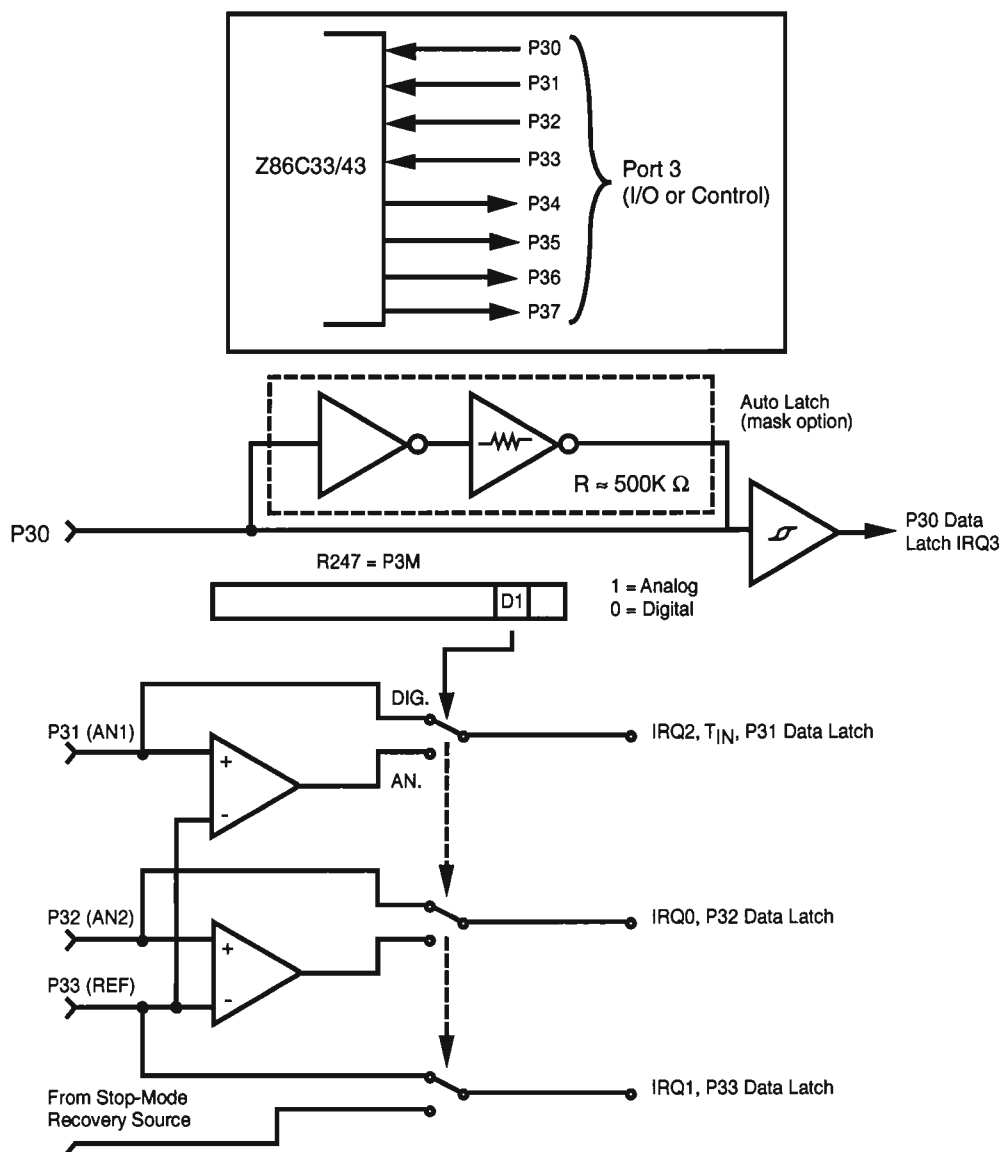 P30
P31
P32
P33
P34
P35
P36
P37
Z86C33/43
Port 3
(I/O or Control)
Auto Latch
(mask option)
R ≈ 500K Ω
P30
P30 Data
Latch IRQ3
R247 = P3M
D1
1 = Analog
0 = Digital
DIG.
P31 (AN1)
+
-
AN.
IRQ2, TIN, P31 Data Latch
P32 (AN2)
+
-
IRQ0, P32 Data Latch
P33 (REF)
From Stop-Mode
Recovery Source
IRQ1, P33 Data Latch